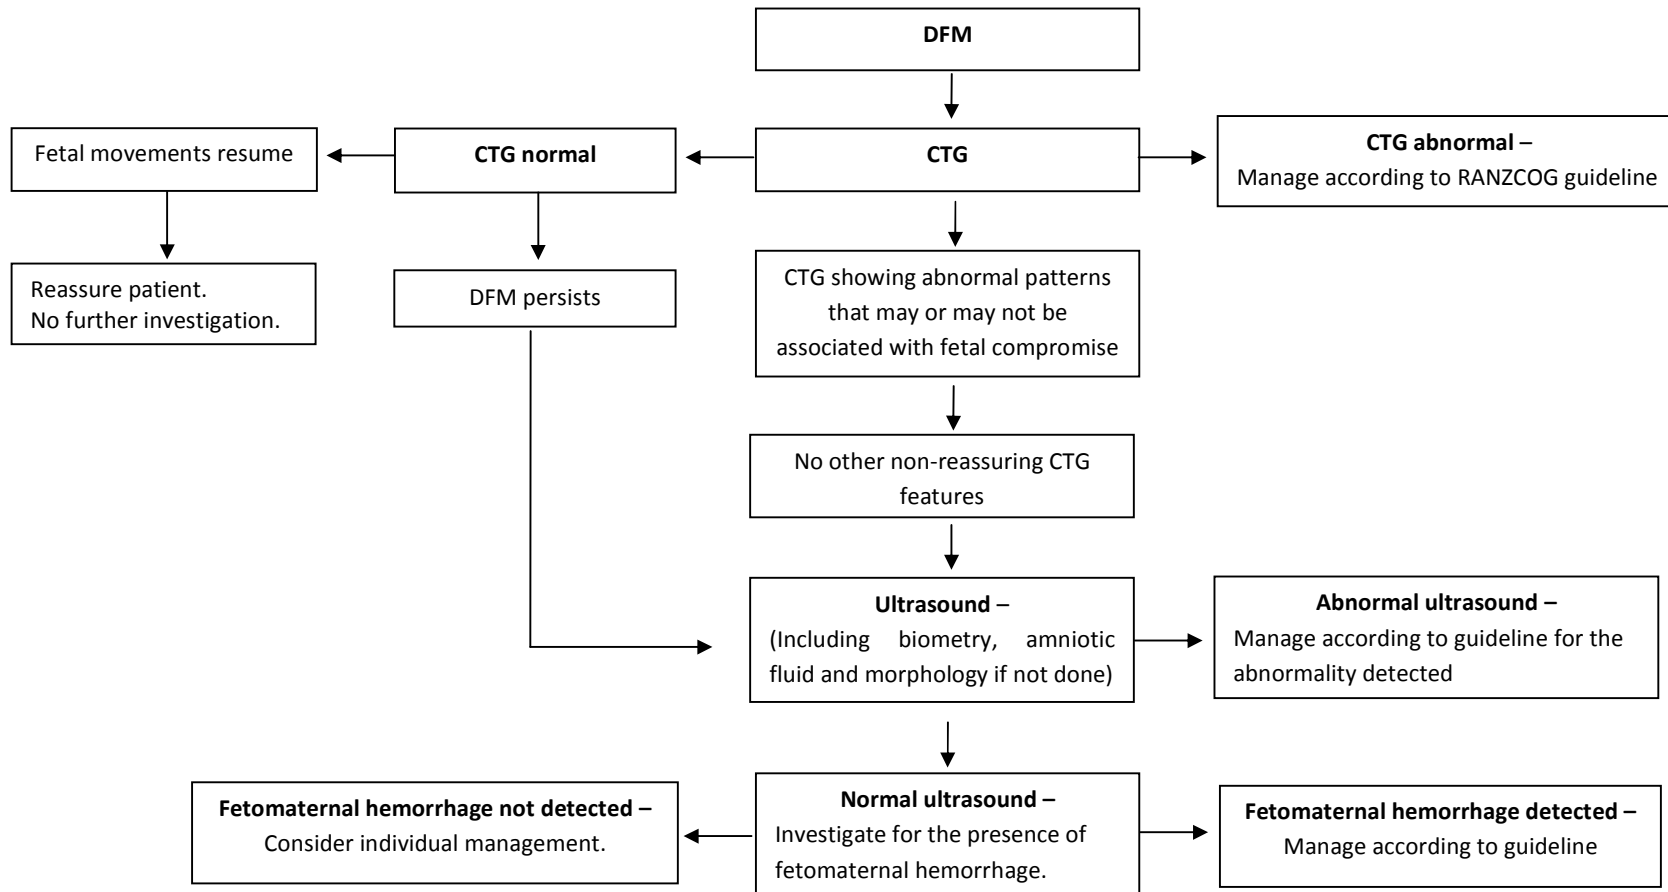 DFM
Fetal movements resume
CTG normal
CTG
CTG abnormal –
Manage according to RANZCOG guideline
Reassure patient.
No further investigation.
DFM persists
CTG showing abnormal patterns
that may or may not be
associated with fetal compromise
No other non-reassuring CTG
features
Ultrasound –
(Including biometry, amniotic
fluid and morphology if not done)
Abnormal ultrasound –
Manage according to guideline for the
abnormality detected
Fetomaternal hemorrhage not detected –
Consider individual management.
Normal ultrasound –
Investigate for the presence of
fetomaternal hemorrhage.
Fetomaternal hemorrhage detected –
Manage according to guideline